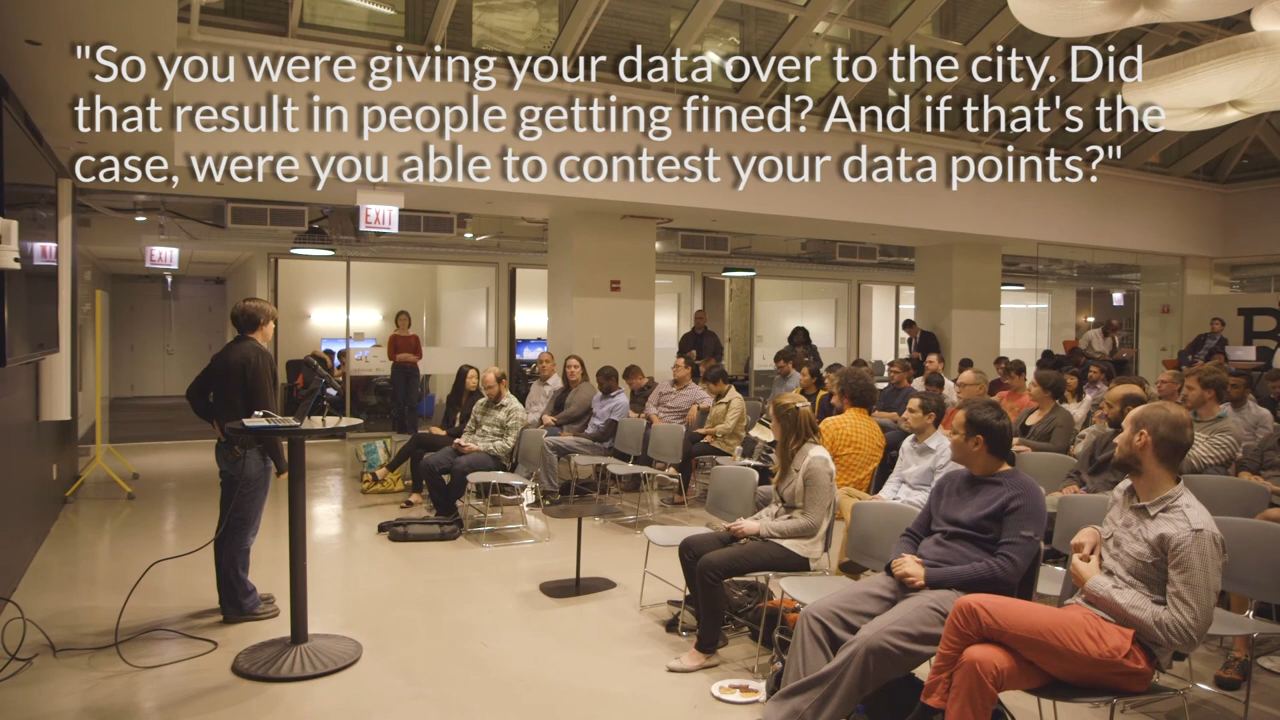 "So you were giving your data over to the city. Did
that result in people getting fined? And if that's the
case, were you able to contest your data points?"
EXIT
EXIT